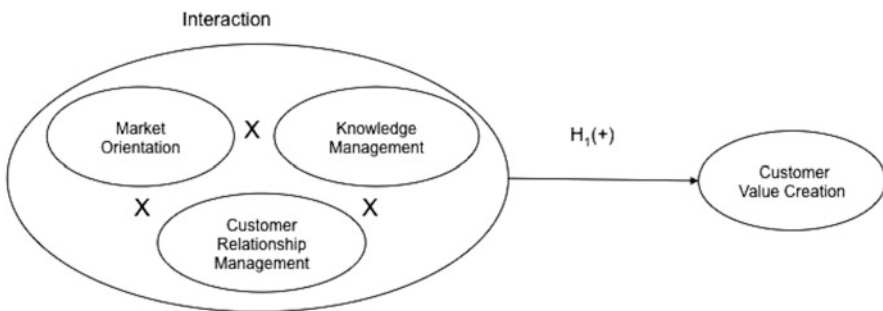 Interaction
Market
Orientation
X
Knowledge
Management
H₁(+)
Customer
Value Creation
X
X
Customer
Relationship
Management